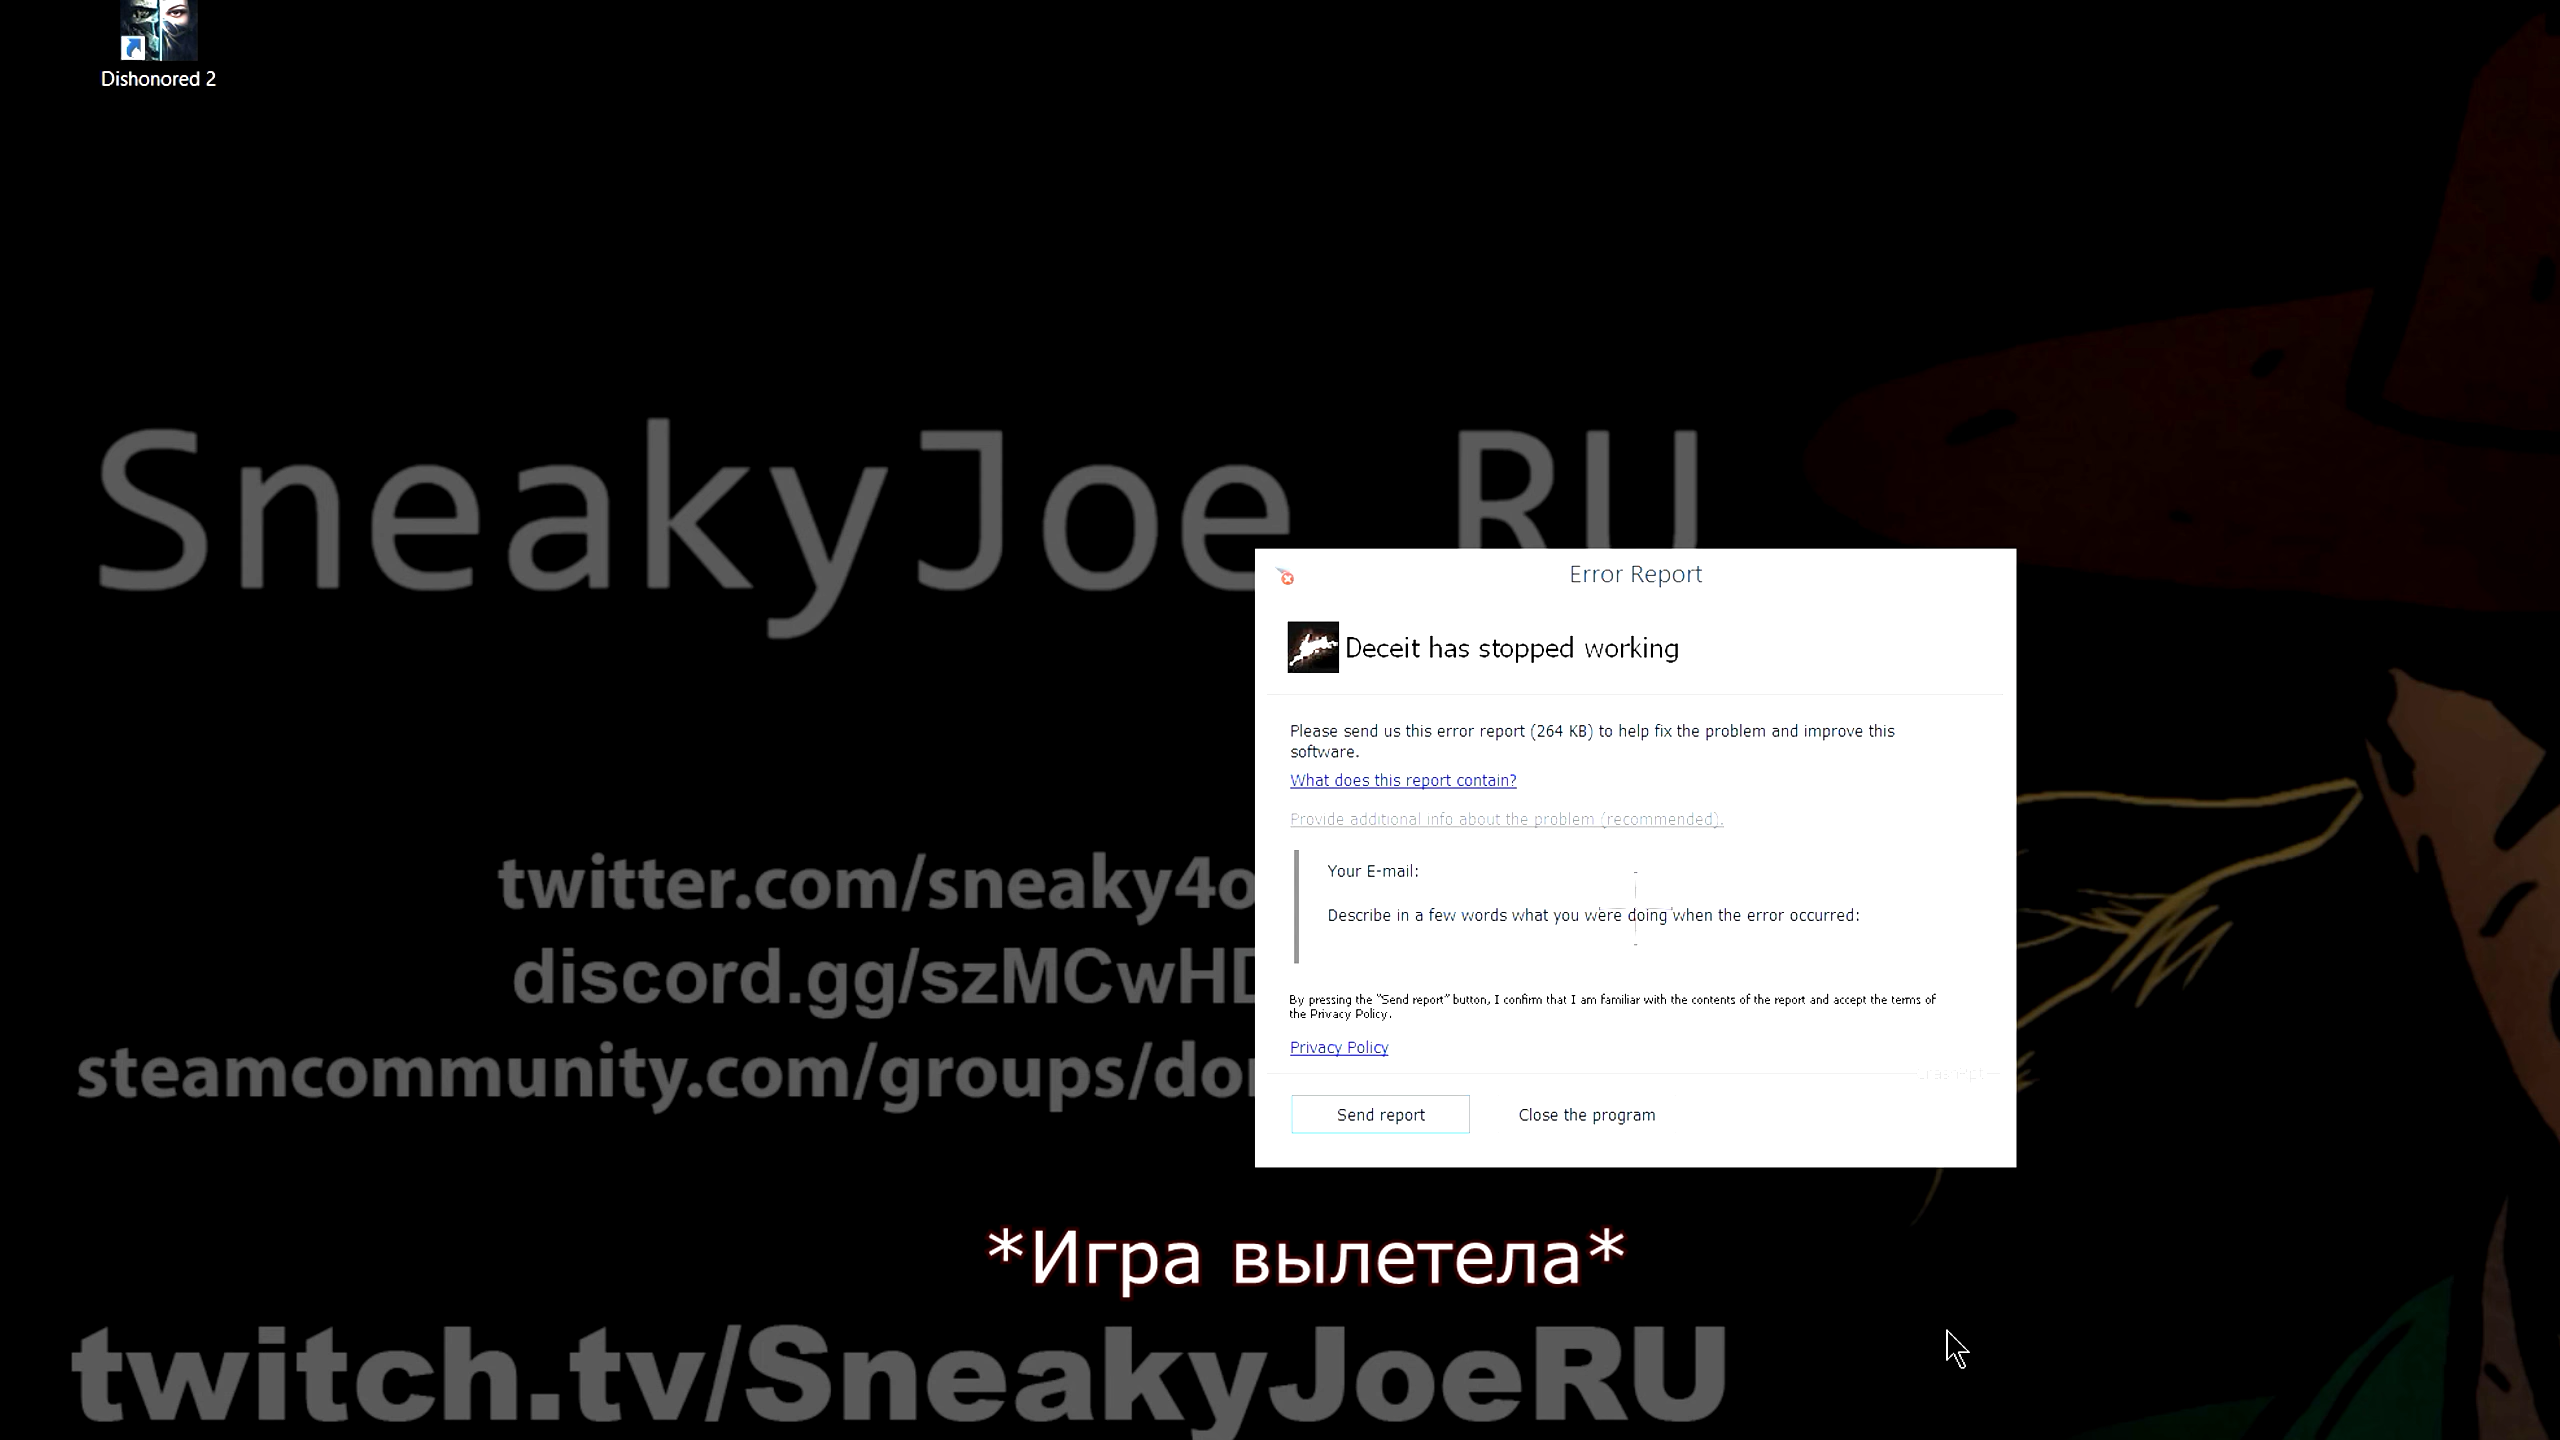 Dishonored 2
SneakyJoe RU
Error Report
Deceit has stopped working
Please send us this error report (264 KB) to help fix the problem and improve this
software.
What does this report contain?
Provide additional info about the problem (recommended).
Your E-mail:
Describe in a few words what you were doing when the error occurred:
By pressing the "Send report" button, I confirm that I am familiar with the contents of the report and accept the terms of
the Privacy Policy.
Privacy Policy
Send report
Close the program
twitter.com/sneaky4o
discord.gg/szMCwH
steamcommunity.com/groups/do
*Игра вылетела*
twitch.tv/SneakyJoeRU